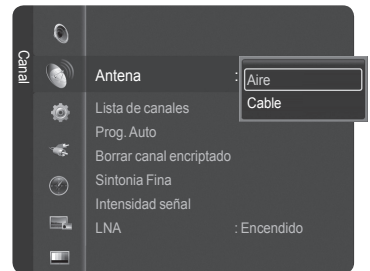 Canal
Antena : Aire
Cable
Lista de canales
Prog. Auto
Borrar canal encriptado
Sintonia Fina
Intensidad señal
LNA : Encendido